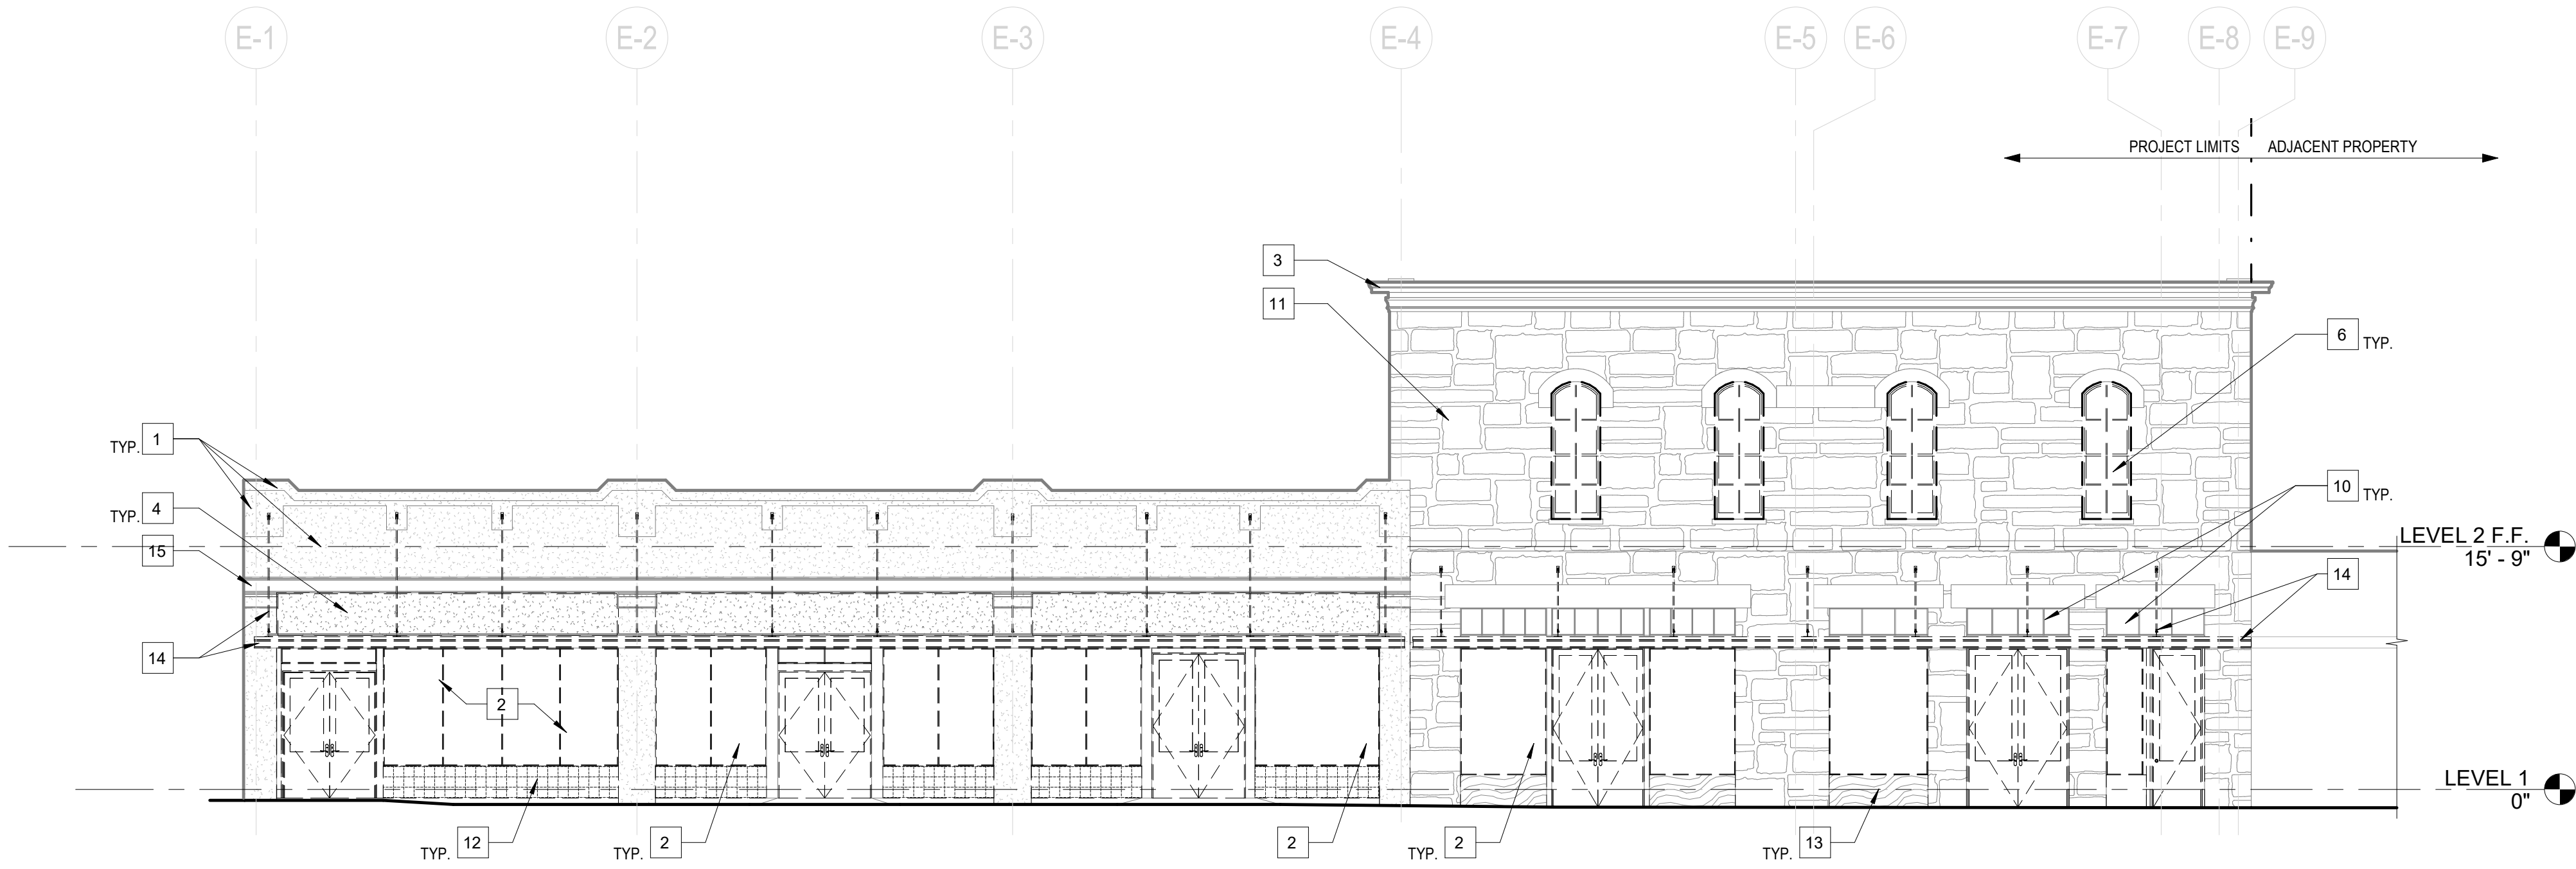 E-1 E-2 E-3 E-4 E-5 E-6 E-7 E-8 E-9
PROJECT LIMITS ADJACENT PROPERTY
3
11
6 TYP.
TYP. 1
10 TYP.
TYP. 4
15
LEVEL 2 F.F.
15' - 9"
14
14
2
LEVEL 1
0"
TYP. 12
TYP. 2
2
TYP. 2
TYP. 13